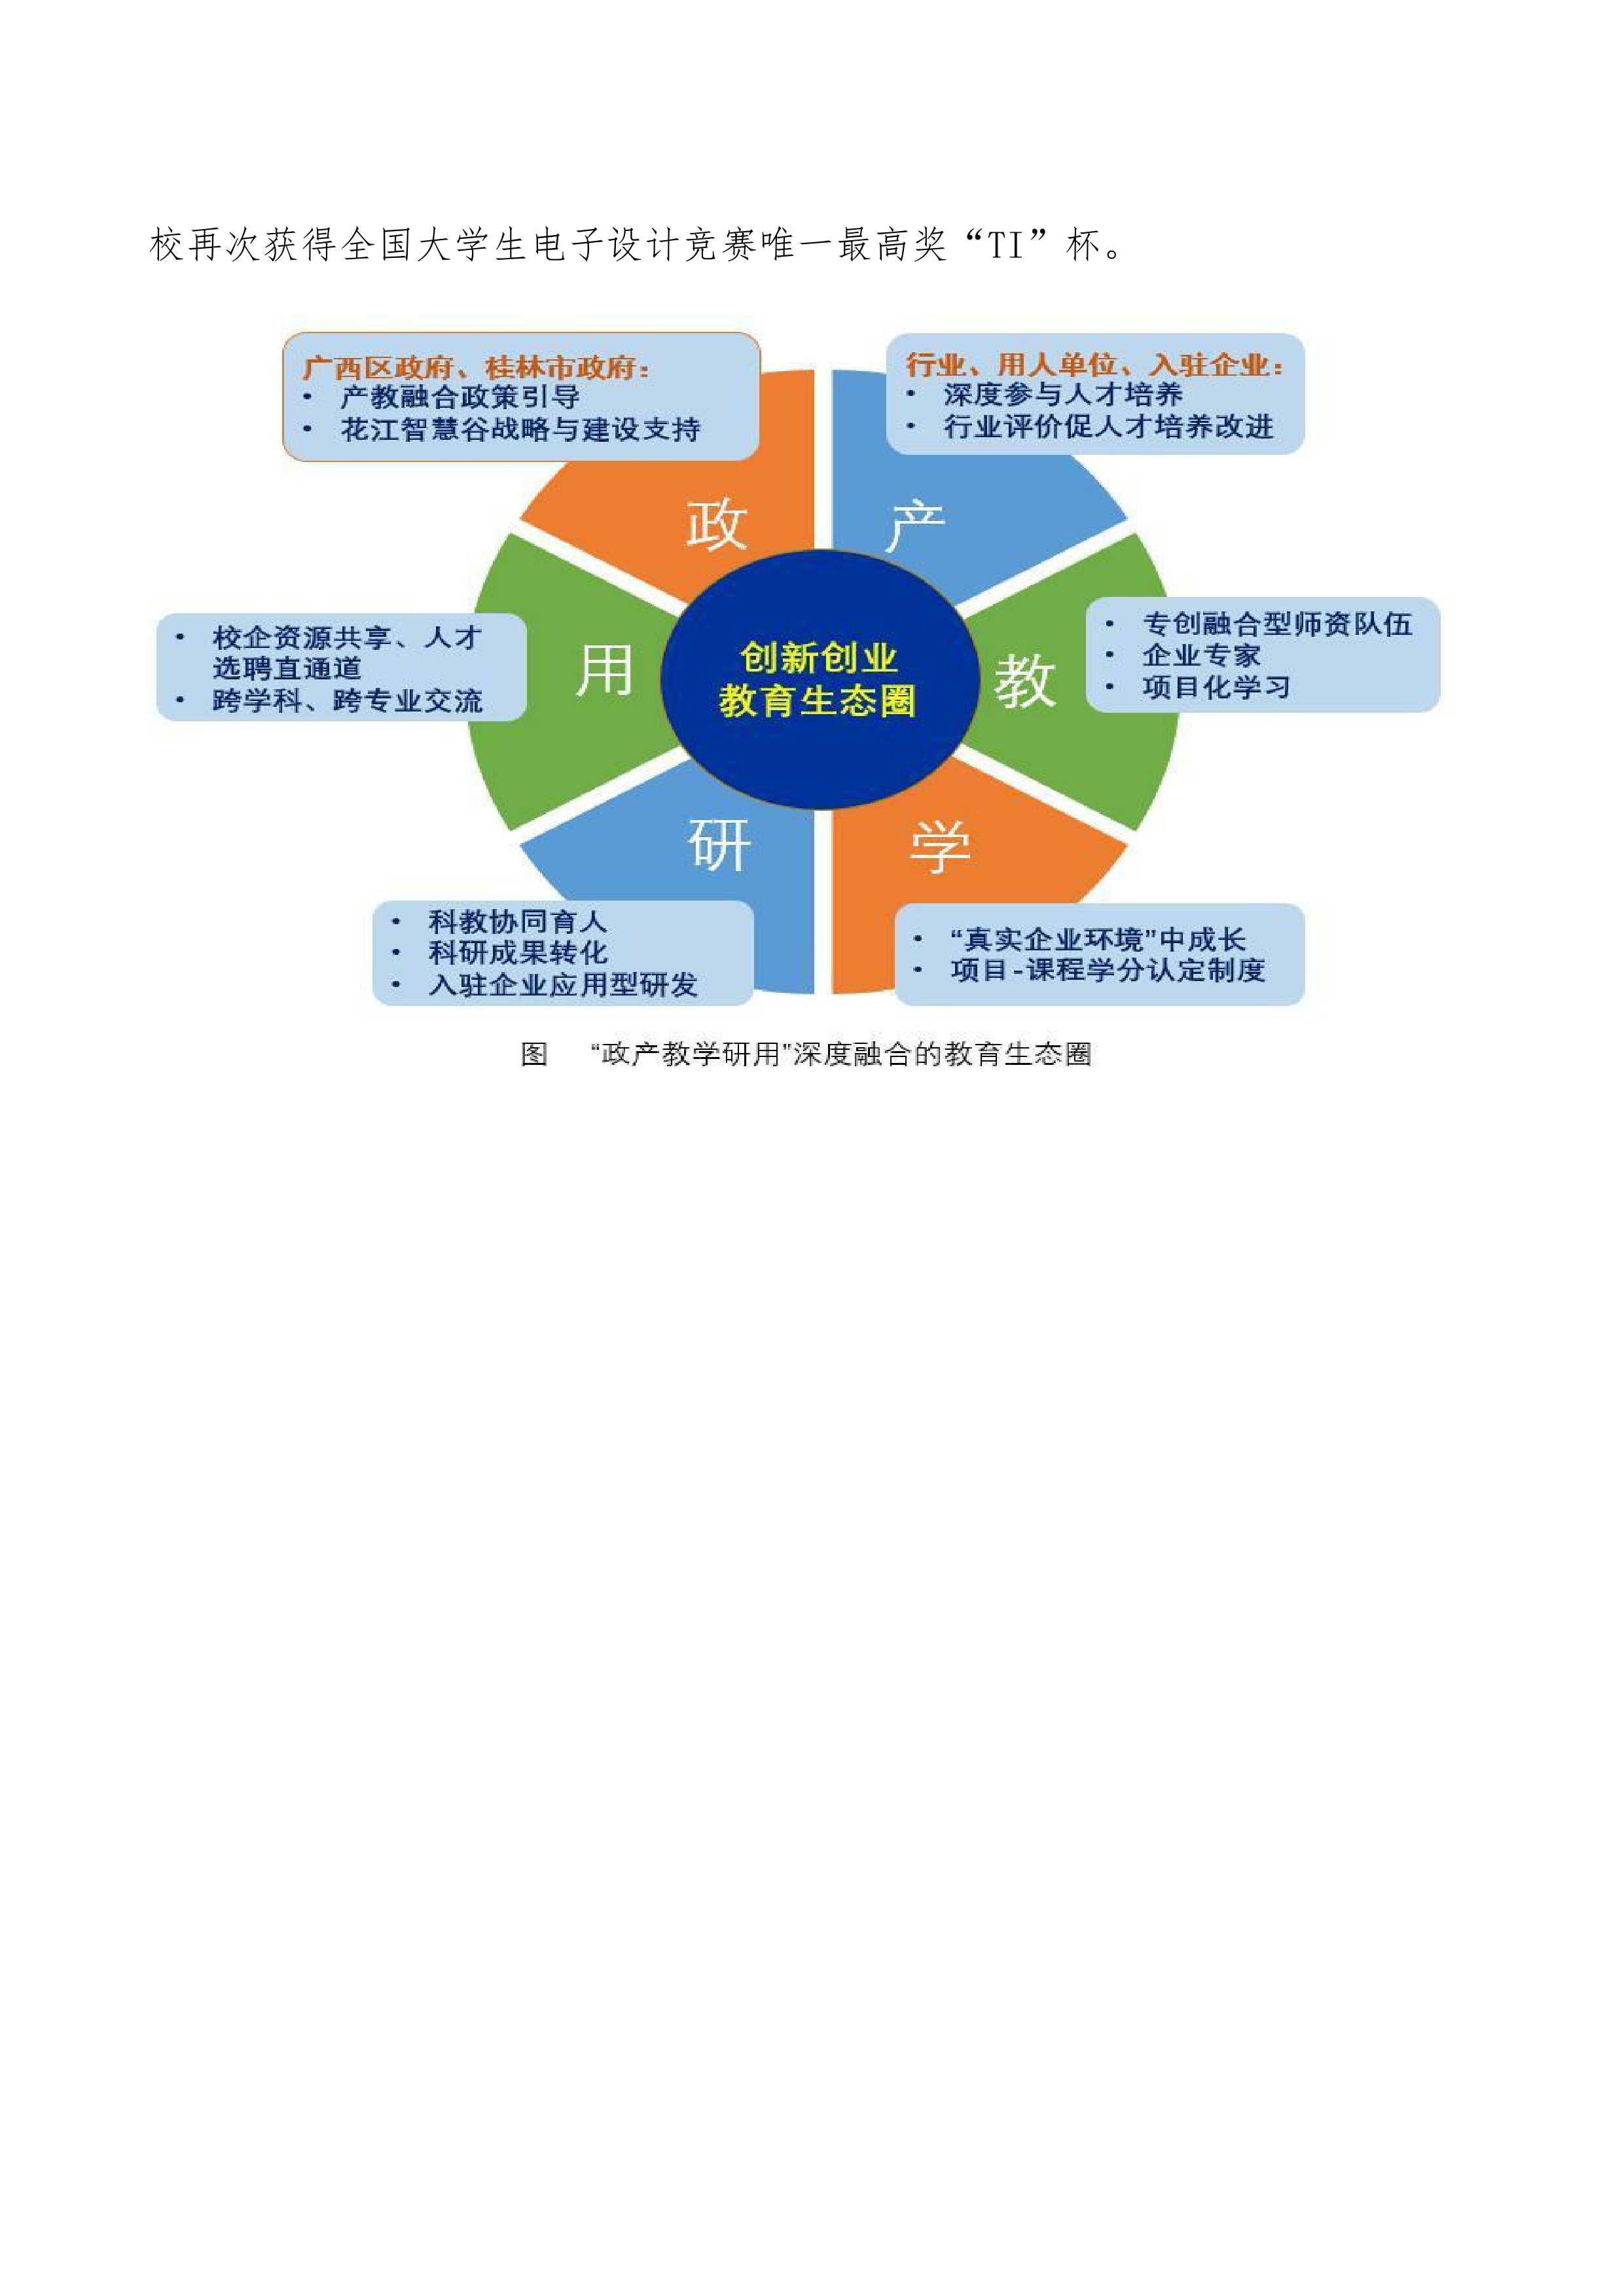 校再次获得全国大学生电子设计竞赛唯一最高奖“TI”杯。
广西区政府、桂林市政府：
• 产教融合政策引导
• 花江智慧谷战略与建设支持
行业、用人单位、入驻企业：
• 深度参与人才培养
• 行业评价促人才培养改进
政
产
• 校企资源共享、人才
选聘直通道
• 跨学科、跨专业交流
用
创新创业
教育生态圈
教
• 专创融合型师资队伍
• 企业专家
• 项目化学习
研
学
• 科教协同育人
• 科研成果转化
• 入驻企业应用型研发
• “真实企业环境”中成长
• 项目-课程学分认定制度
图 “政产教学研用”深度融合的教育生态圈